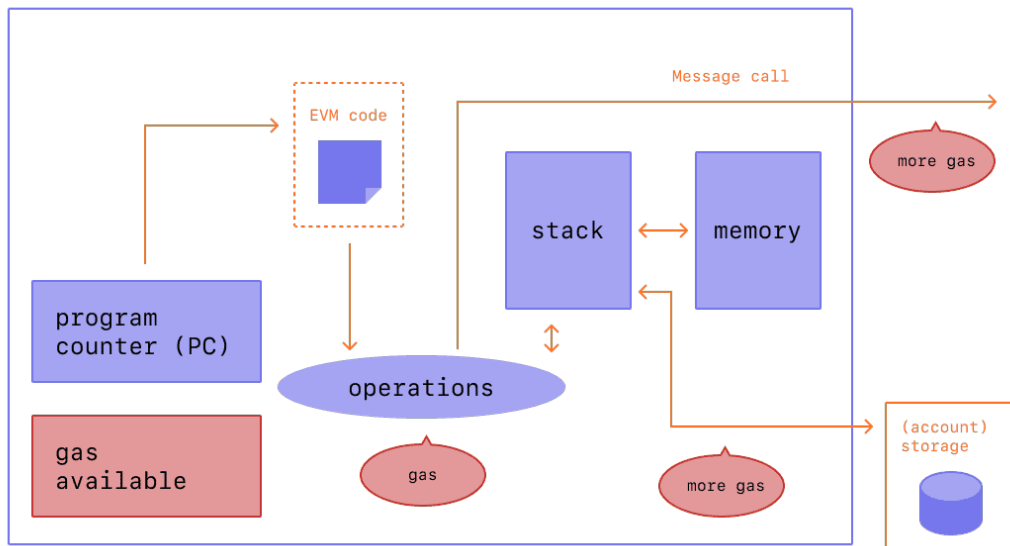 Message call
EVM code
more gas
stack
memory
program
counter (PC)
operations
(account)
storage
gas
available
gas
more gas